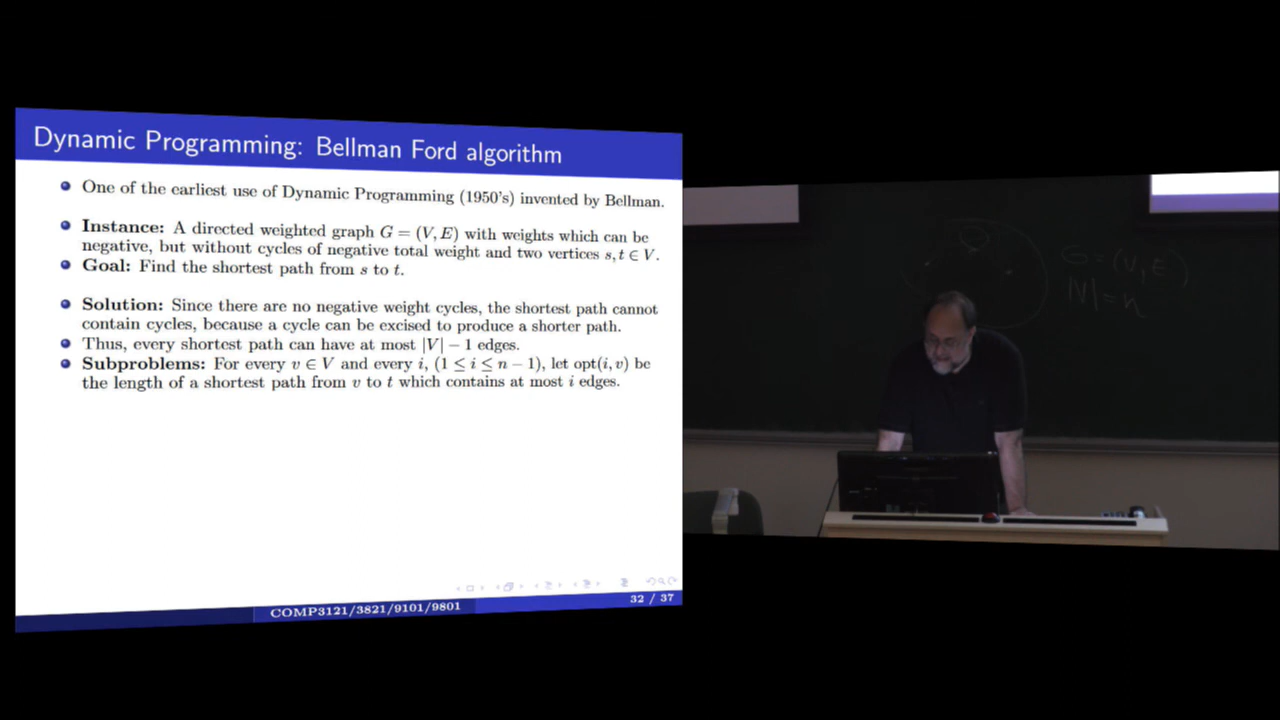 Dynamic Programming: Bellman Ford algorithm
One of the earliest use of Dynamic Programming (1950's) invented by Bellman.
Instance: A directed weighted graph G = (V, E) with weights which can be
negative, but without cycles of negative total weight and two vertices s, t ∈ V.
Goal: Find the shortest path from s to t.
Solution: Since there are no negative weight cycles, the shortest path cannot
contain cycles, because a cycle can be excised to produce a shorter path.
Thus, every shortest path can have at most |V| − 1 edges.
Subproblems: For every v ∈ V and every i, (1 ≤ i ≤ n − 1), let opt(i, v) be
the length of a shortest path from v to t which contains at most i edges.
COMP3121/3821/9101/9801
32 / 37
G=(V, E)
|V|=n